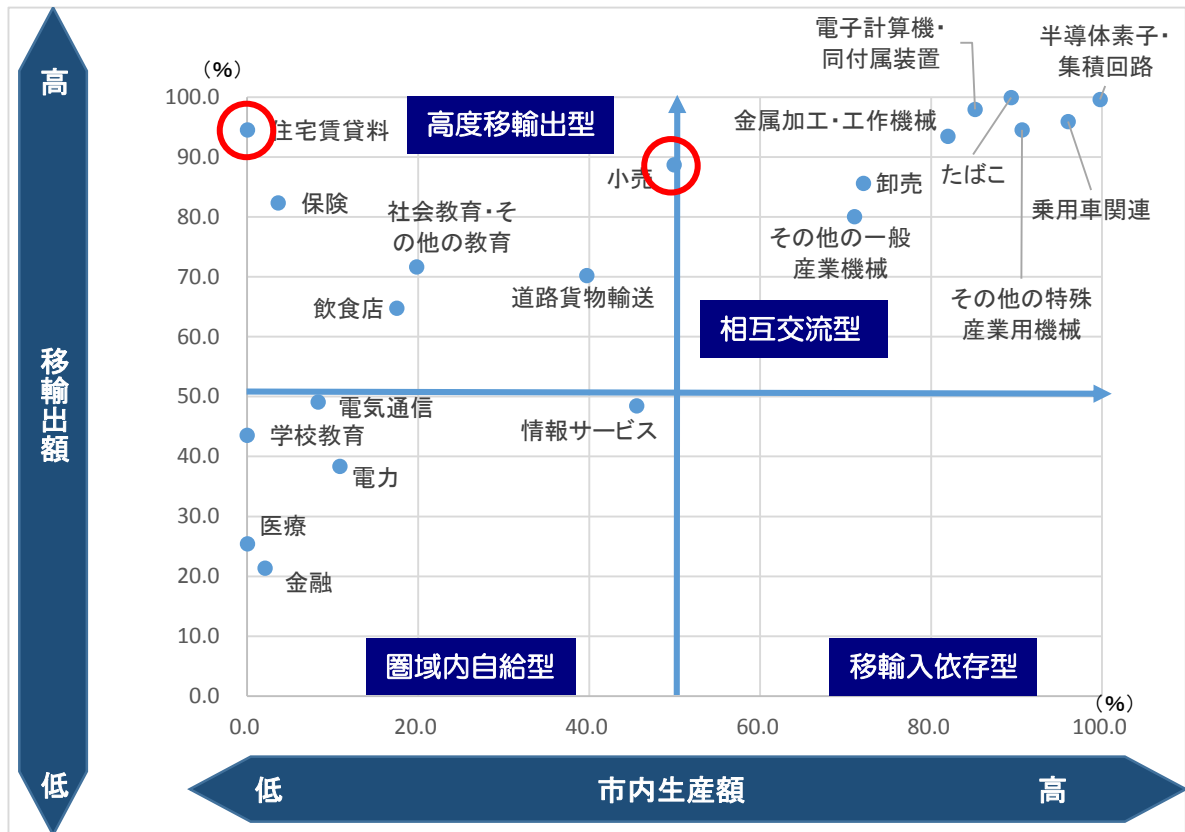 高
移輸出額
低
(%)
100.0
90.0
80.0
70.0
60.0
50.0
40.0
30.0
20.0
10.0
0.0
電子計算機・
同付属装置
半導体素子・
集積回路
住宅賃貸料
高度移輸出型
金属加工・工作機械
たばこ
小売
卸売
乗用車関連
保険
社会教育・そ
の他の教育
その他の一般
産業機械
道路貨物輸送
飲食店
相互交流型
その他の特殊
産業用機械
電気通信
情報サービス
学校教育
電力
医療
金融
圏域内自給型
移輸入依存型
0.0
20.0
40.0
60.0
80.0
100.0
(%)
低
市内生産額
高